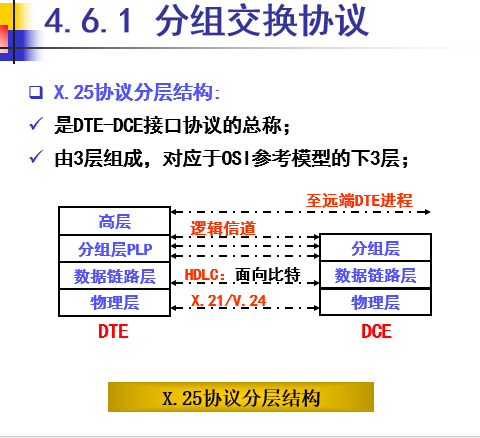 4.6.1 分组交换协议
X.25协议分层结构:
是DTE-DCE接口协议的总称;
由3层组成，对应于OSI参考模型的下3层;
至远端DTE进程
高层
逻辑信道
分组层PLP
分组层
数据链路层
HDLC: 面向比特
数据链路层
物理层
X.21/V.24
物理层
DTE
DCE
X.25协议分层结构